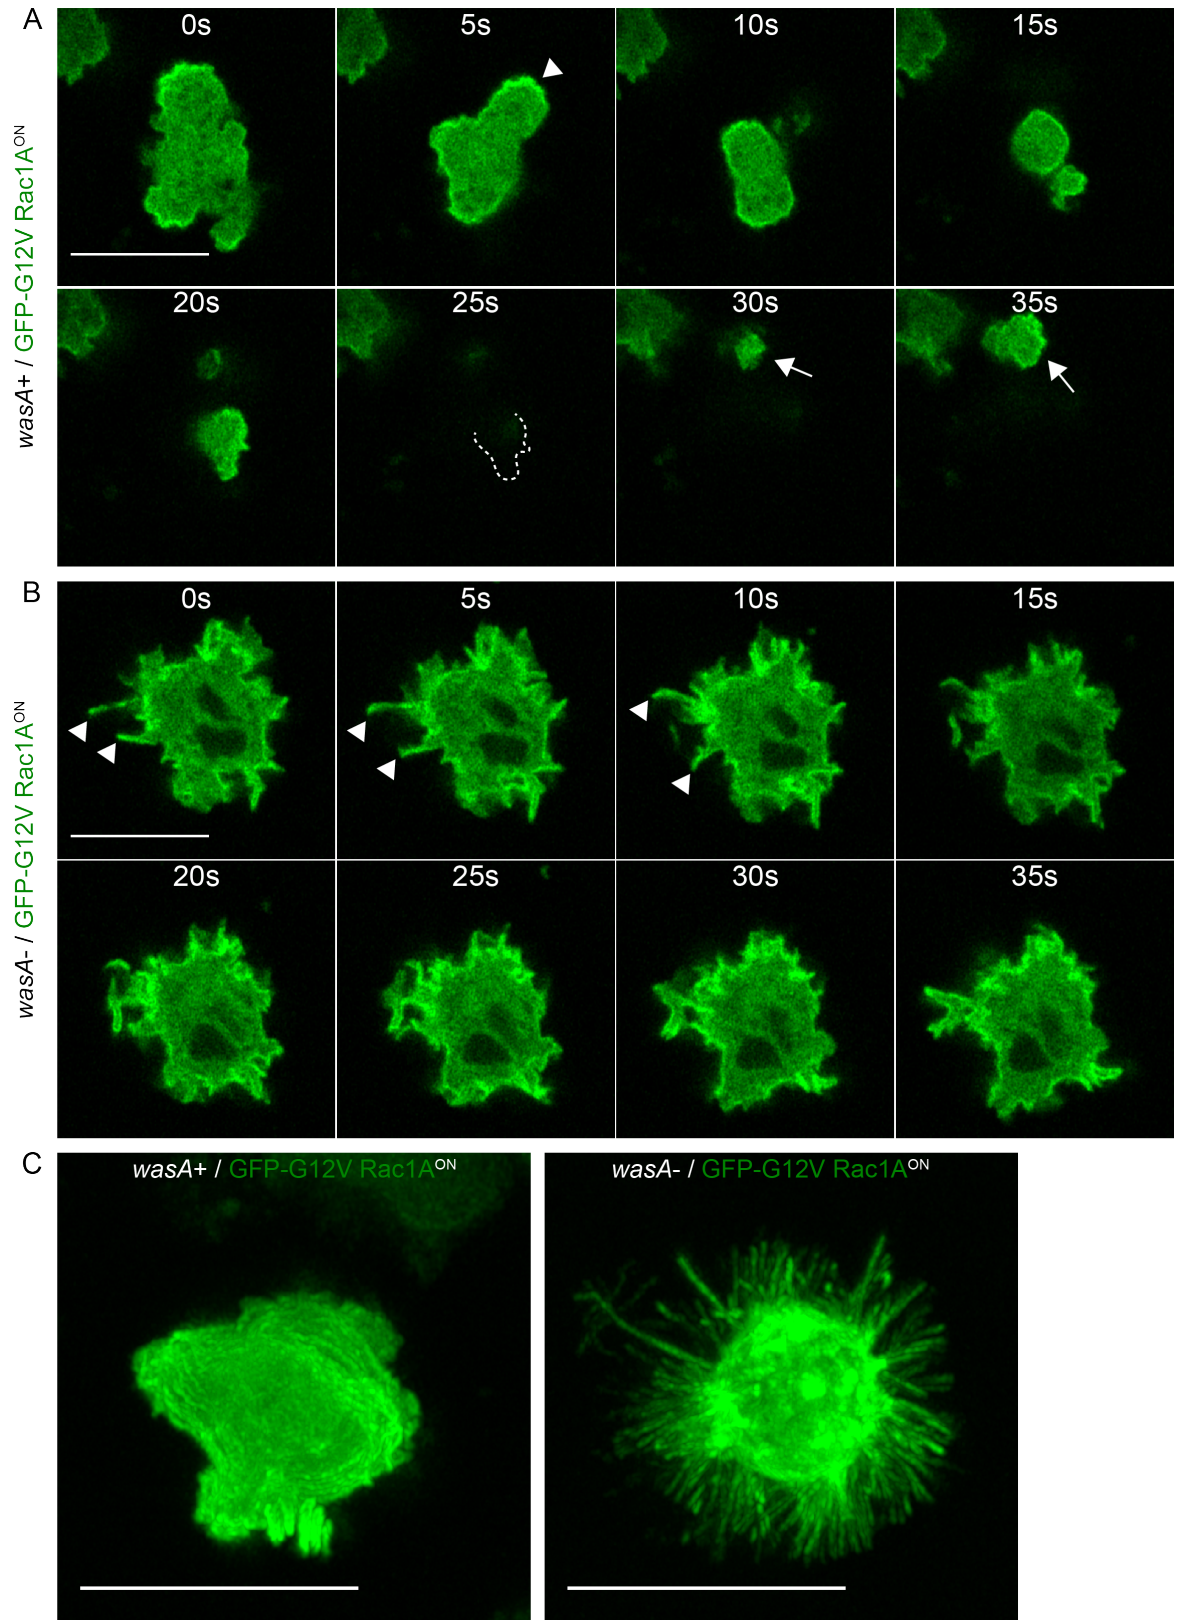 A
0s
5s
10s
15s
wasA+ / GFP-G12V Rac1A^ON
20s
25s
30s
35s
B
0s
5s
10s
15s
wasA- / GFP-G12V Rac1A^ON
20s
25s
30s
35s
C
wasA+ / GFP-G12V Rac1A^ON
wasA- / GFP-G12V Rac1A^ON